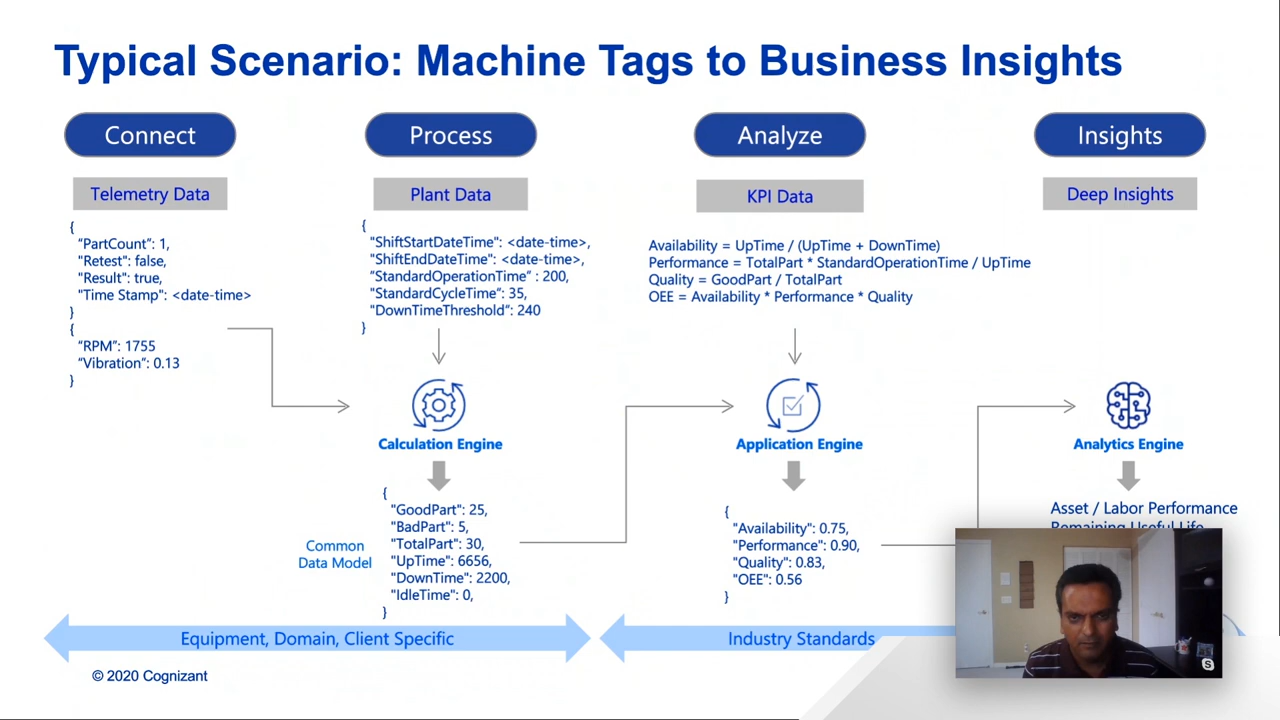 Typical Scenario: Machine Tags to Business Insights
Connect
Telemetry Data
{
"PartCount": 1,
"Retest": false,
"Result": true,
"Time Stamp": <date-time>
}
{
"RPM": 1755
"Vibration": 0.13
}
Process
Plant Data
{
"ShiftStartDateTime": <date-time>,
"ShiftEndDateTime": <date-time>,
"StandardOperationTime" : 200,
"StandardCycleTime": 35,
"DownTimeThreshold": 240
}
Calculation Engine
Common
Data Model
{
"GoodPart": 25,
"BadPart": 5,
"TotalPart": 30,
"UpTime": 6656,
"DownTime": 2200,
"IdleTime": 0,
}
Analyze
KPI Data
Availability = UpTime / (UpTime + DownTime)
Performance = TotalPart * StandardOperationTime / UpTime
Quality = GoodPart / TotalPart
OEE = Availability * Performance * Quality
Application Engine
{
"Availability": 0.75,
"Performance": 0.90,
"Quality": 0.83,
"OEE": 0.56
}
Insights
Deep Insights
Analytics Engine
Asset / Labor Performance
Remaining Useful Life
Equipment, Domain, Client Specific
Industry Standards
© 2020 Cognizant